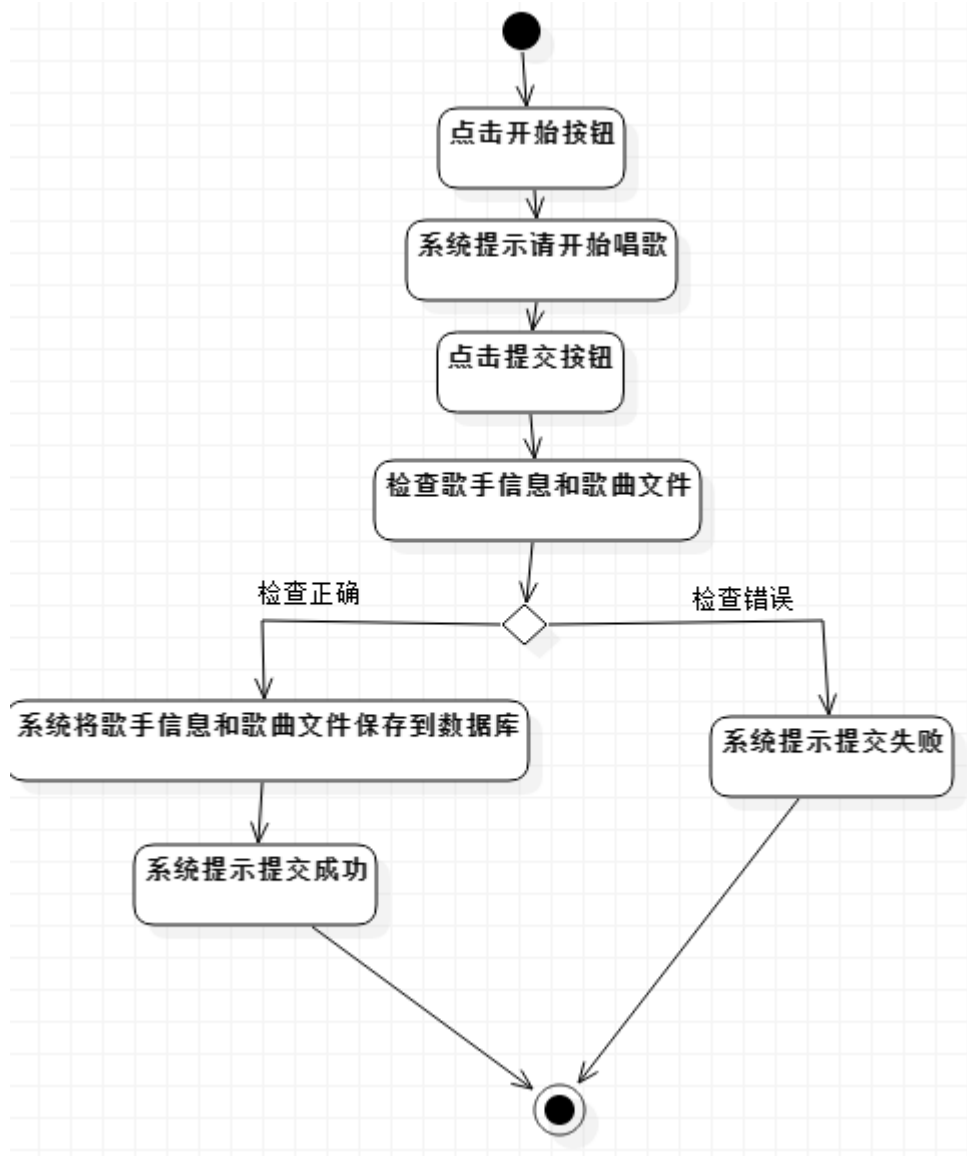 点击开始按钮
系统提示请开始唱歌
点击提交按钮
检查歌手信息和歌曲文件
检查正确
检查错误
系统将歌手信息和歌曲文件保存到数据库
系统提示提交失败
系统提示提交成功